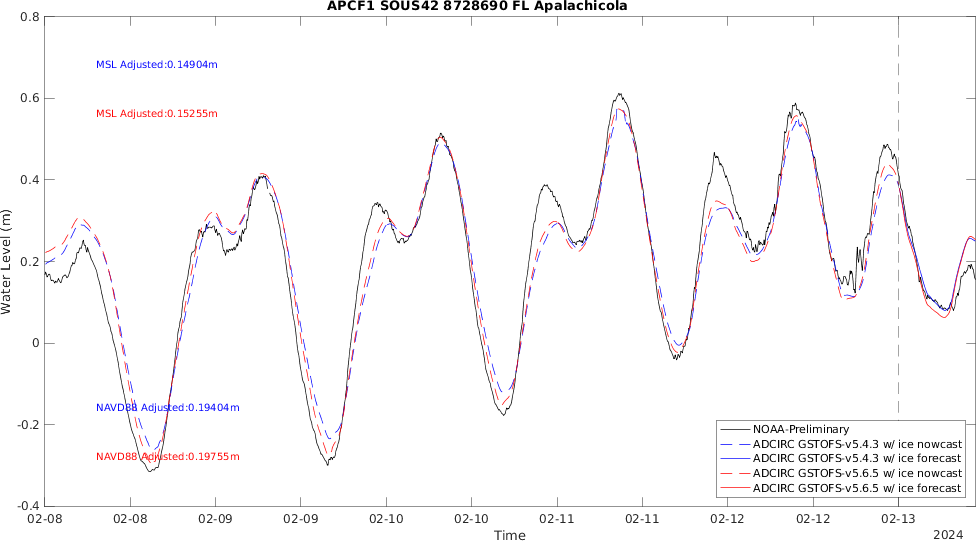 APCF1 SOUS42 8728690 FL Apalachicola
0.8
0.6
0.4
0.2
0
-0.2
-0.4
Water Level (m)
MSL Adjusted:0.14904m
MSL Adjusted:0.15255m
NAVD88 Adjusted:0.19404m
NAVD88 Adjusted:0.19755m
NOAA-Preliminary
ADCIRC GSTOFS-v5.4.3 w/ ice nowcast
ADCIRC GSTOFS-v5.4.3 w/ ice forecast
ADCIRC GSTOFS-v5.6.5 w/ ice nowcast
ADCIRC GSTOFS-v5.6.5 w/ ice forecast
02-08 02-08 02-09 02-09 02-10 02-10 02-11 02-11 02-12 02-12 02-13
Time
2024